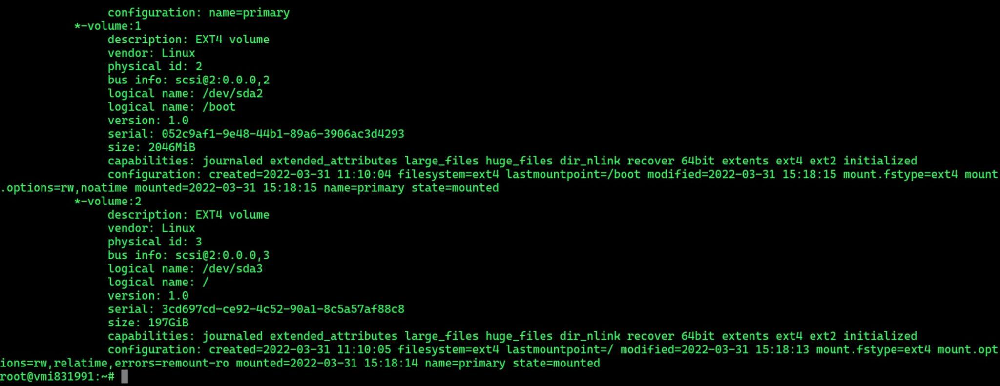 configuration: name=primary
*-volume:1
description: EXT4 volume
vendor: Linux
physical id: 2
bus info: scsi@2:0.0.0,2
logical name: /dev/sda2
logical name: /boot
version: 1.0
serial: 052c9af1-9e48-44b1-89a6-3906ac3d4293
size: 2046MiB
capabilities: journaled extended_attributes large_files huge_files dir_nlink recover 64bit extents ext4 ext2 initialized
configuration: created=2022-03-31 11:10:04 filesystem=ext4 lastmountpoint=/boot modified=2022-03-31 15:18:15 mount.fstype=ext4 mount
.options=rw,noatime mounted=2022-03-31 15:18:15 name=primary state=mounted
*-volume:2
description: EXT4 volume
vendor: Linux
physical id: 3
bus info: scsi@2:0.0.0,3
logical name: /dev/sda3
logical name: /
version: 1.0
serial: 3cd697cd-ce92-4c52-90a1-8c5a57af88c8
size: 197GiB
capabilities: journaled extended_attributes large_files huge_files dir_nlink recover 64bit extents ext4 ext2 initialized
configuration: created=2022-03-31 11:10:05 filesystem=ext4 lastmountpoint=/ modified=2022-03-31 15:18:13 mount.fstype=ext4 mount.opt
ions=rw,relatime,errors=remount-ro mounted=2022-03-31 15:18:14 name=primary state=mounted
root@vmi831991:~#